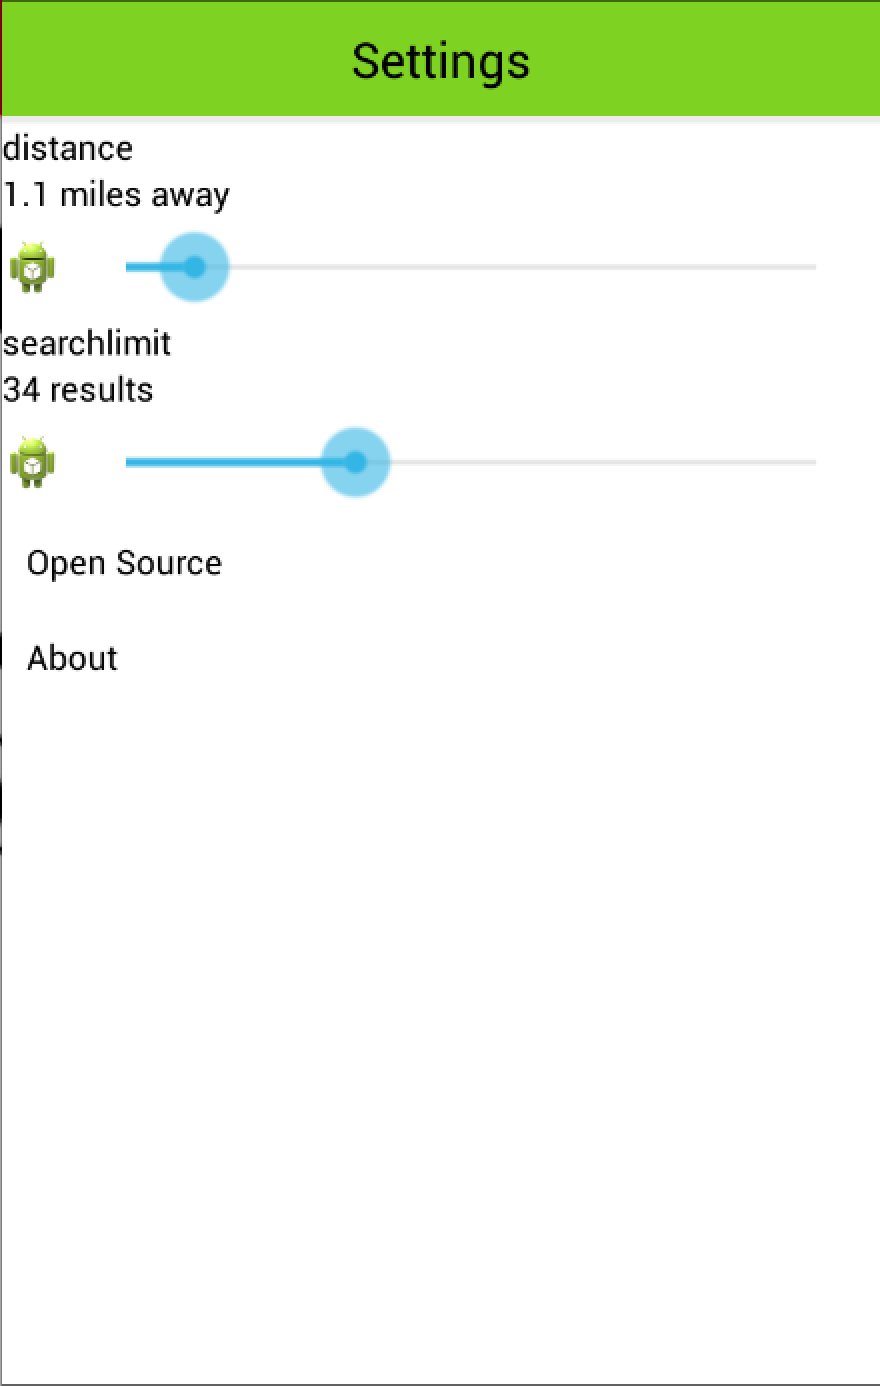 Settings
distance
1.1 miles away
searchlimit
34 results
Open Source
About